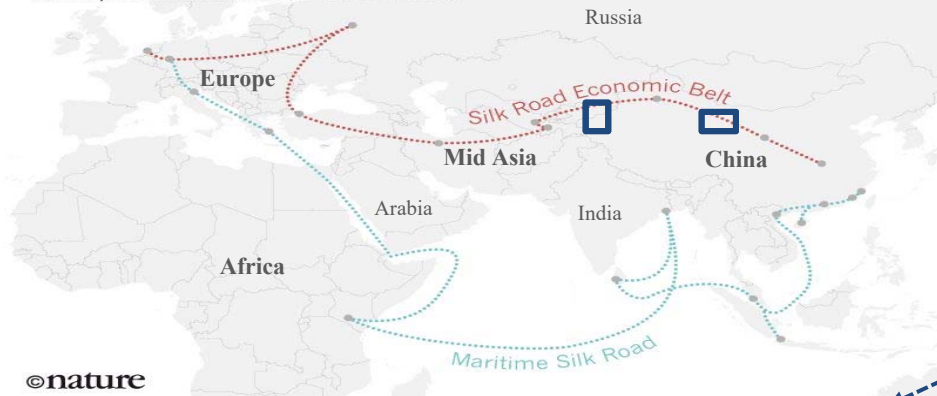 Russia
Europe
Silk Road Economic Belt
Mid Asia
China
Arabia
India
Africa
Maritime Silk Road
©nature